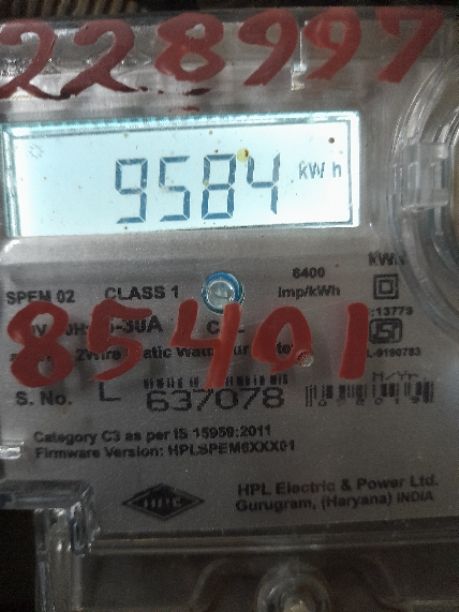 228997
9584 kWh
6400
SPEM 02 CLASS 1 Imp/kWh
85401
S. No. L 637078
Category C3 as per IS 15959:2011
Firmware Version: HPLSPEM6XXX01
HPL Electric & Power Ltd.
Gurugram, (Haryana) INDIA